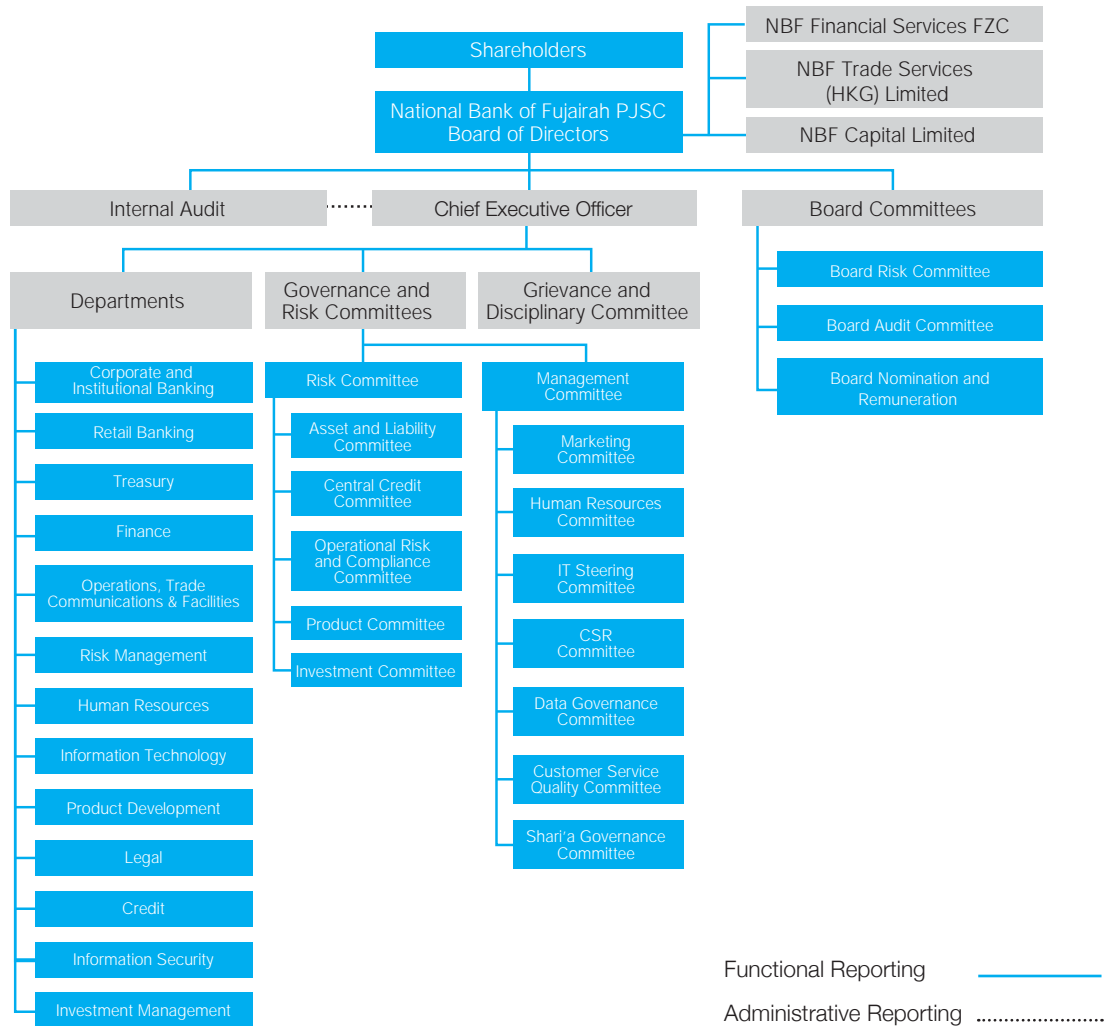 Shareholders
National Bank of Fujairah PJSC
Board of Directors
NBF Financial Services FZC
NBF Trade Services
(HKG) Limited
NBF Capital Limited
Internal Audit
Chief Executive Officer
Board Committees
Board Risk Committee
Board Audit Committee
Board Nomination and
Remuneration
Departments
Governance and
Risk Committees
Grievance and
Disciplinary Committee
Corporate and
Institutional Banking
Retail Banking
Treasury
Finance
Operations, Trade
Communications & Facilities
Risk Management
Human Resources
Information Technology
Product Development
Legal
Credit
Information Security
Investment Management
Risk Committee
Asset and Liability
Committee
Central Credit
Committee
Operational Risk
and Compliance
Committee
Product Committee
Investment Committee
Management
Committee
Marketing
Committee
Human Resources
Committee
IT Steering
Committee
CSR
Committee
Data Governance
Committee
Customer Service
Quality Committee
Shari'a Governance
Committee
Functional Reporting
Administrative Reporting